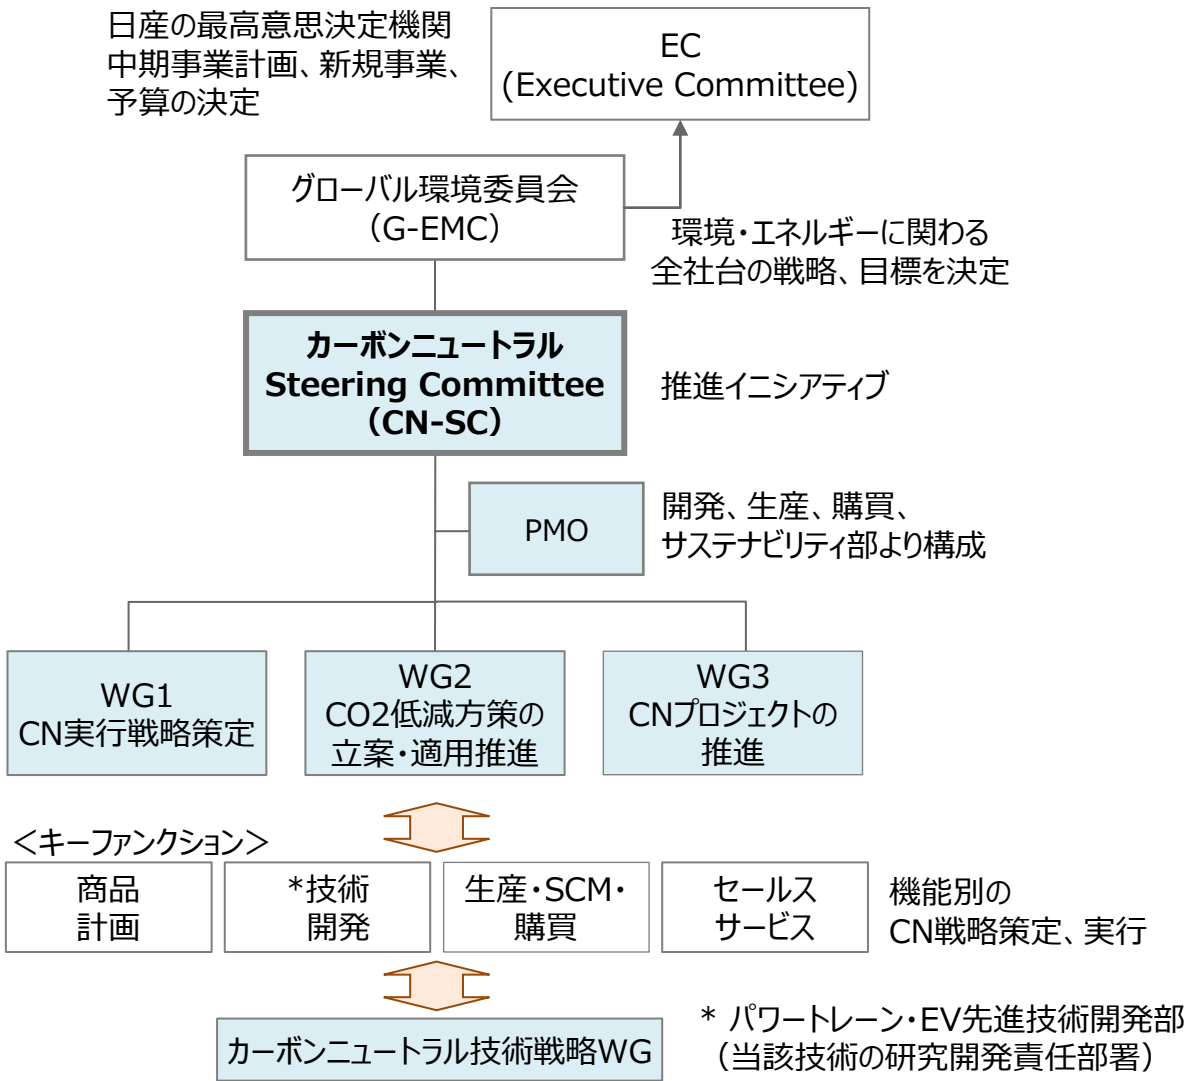 日産の最高意思決定機関
中期事業計画、新規事業、
予算の決定
EC
(Executive Committee)
グローバル環境委員会
（G-EMC）
環境・エネルギーに関わる
全社台の戦略、目標を決定
カーボンニュートラル
Steering Committee
（CN-SC）
推進イニシアティブ
PMO
開発、生産、購買、
サステナビリティ部より構成
WG1
CN実行戦略策定
WG2
CO2低減方策の
立案・適用推進
WG3
CNプロジェクトの
推進
＜キーファンクション＞
商品
計画
*技術
開発
生産・SCM・
購買
セールス
サービス
機能別の
CN戦略策定、実行
カーボンニュートラル技術戦略WG
* パワートレーン・EV先進技術開発部
（当該技術の研究開発責任部署）